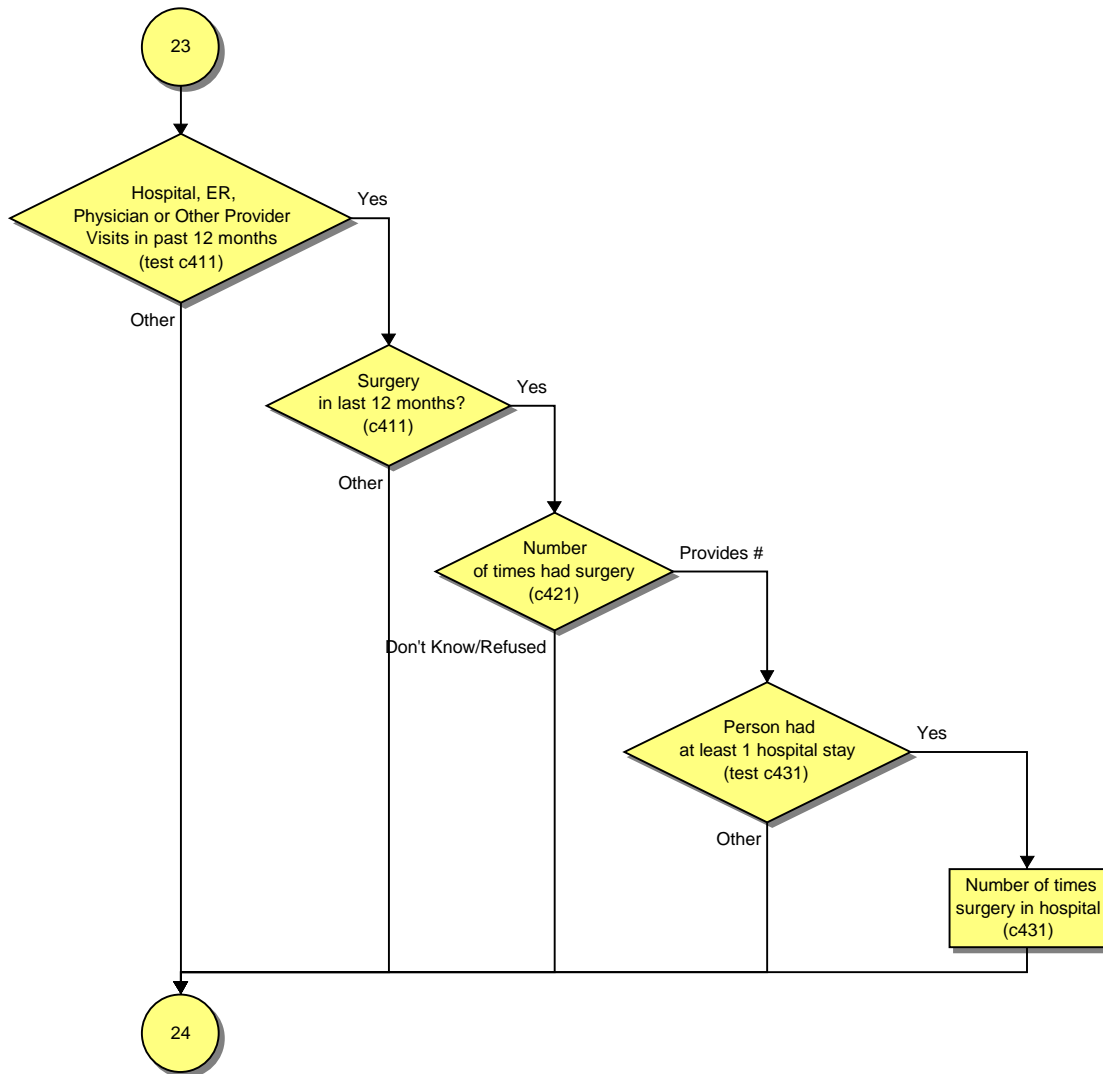 23
Hospital, ER,
Physician or Other Provider
Visits in past 12 months
(test c411)
Yes
Other
Surgery
in last 12 months?
(c411)
Yes
Other
Number
of times had surgery
(c421)
Provides #
Don't Know/Refused
Person had
at least 1 hospital stay
(test c431)
Yes
Other
Number of times
surgery in hospital
(c431)
24